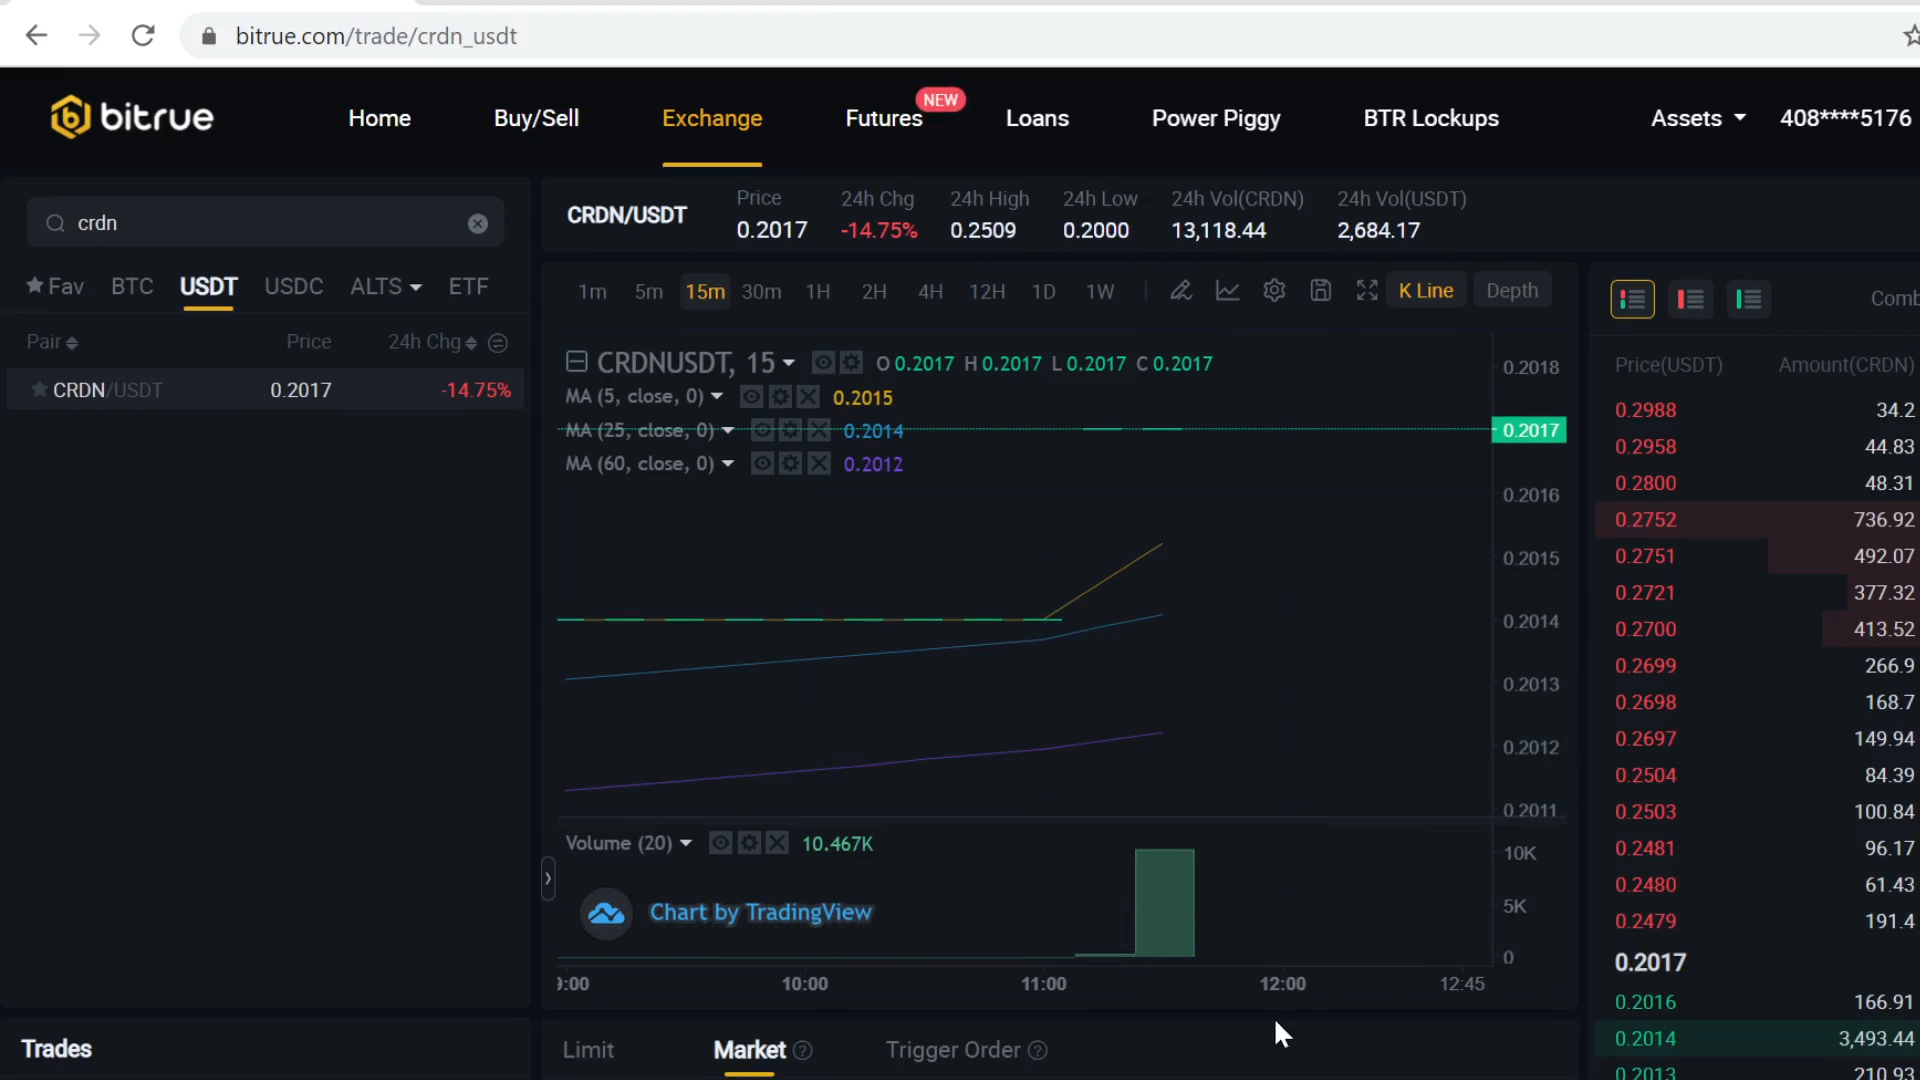 bitrue.com/trade/crdn_usdt
bitrue
Home
Buy/Sell
Exchange
Futures
NEW
Loans
Power Piggy
BTR Lockups
Assets
408****5176
crdn
Fav
BTC
USDT
USDC
ALTS
ETF
Pair
Price
24h Chg
CRDN/USDT
0.2017
-14.75%
CRDN/USDT
Price
0.2017
24h Chg
-14.75%
24h High
0.2509
24h Low
0.2000
24h Vol(CRDN)
13,118.44
24h Vol(USDT)
2,684.17
1m 5m 15m 30m 1H 2H 4H 12H 1D 1W
K Line
Depth
CRDNUSDT, 15
O 0.2017 H 0.2017 L 0.2017 C 0.2017
MA (5, close, 0) 0.2015
MA (25, close, 0) 0.2014
MA (60, close, 0) 0.2012
0.2018
0.2017
0.2016
0.2015
0.2014
0.2013
0.2012
0.2011
Volume (20) 10.467K
10K
5K
0
Chart by TradingView
10:00
11:00
12:00
12:45
Comb
Price(USDT) Amount(CRDN)
0.2988 34.2
0.2958 44.83
0.2800 48.31
0.2752 736.92
0.2751 492.07
0.2721 377.32
0.2700 413.52
0.2699 266.9
0.2698 168.7
0.2697 149.94
0.2504 84.39
0.2503 100.84
0.2481 96.17
0.2480 61.43
0.2479 191.4
0.2017
0.2016 166.91
0.2014 3,493.44
0.2013 210.93
Trades
Limit
Market
Trigger Order